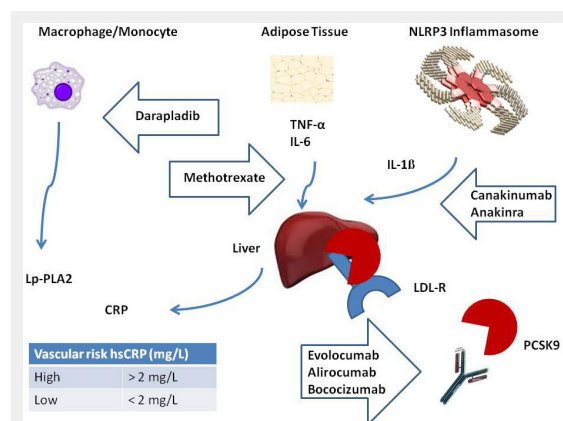 Macrophage/Monocyte
Adipose Tissue
NLRP3 Inflammasome
Darapladib
TNF-α
IL-6
Methotrexate
IL-1ß
Canakinumab
Anakinra
Liver
Lp-PLA2
LDL-R
CRP
PCSK9
Evolocumab
Alirocumab
Bococizumab
Vascular risk hsCRP (mg/L)
High > 2 mg/L
Low < 2 mg/L